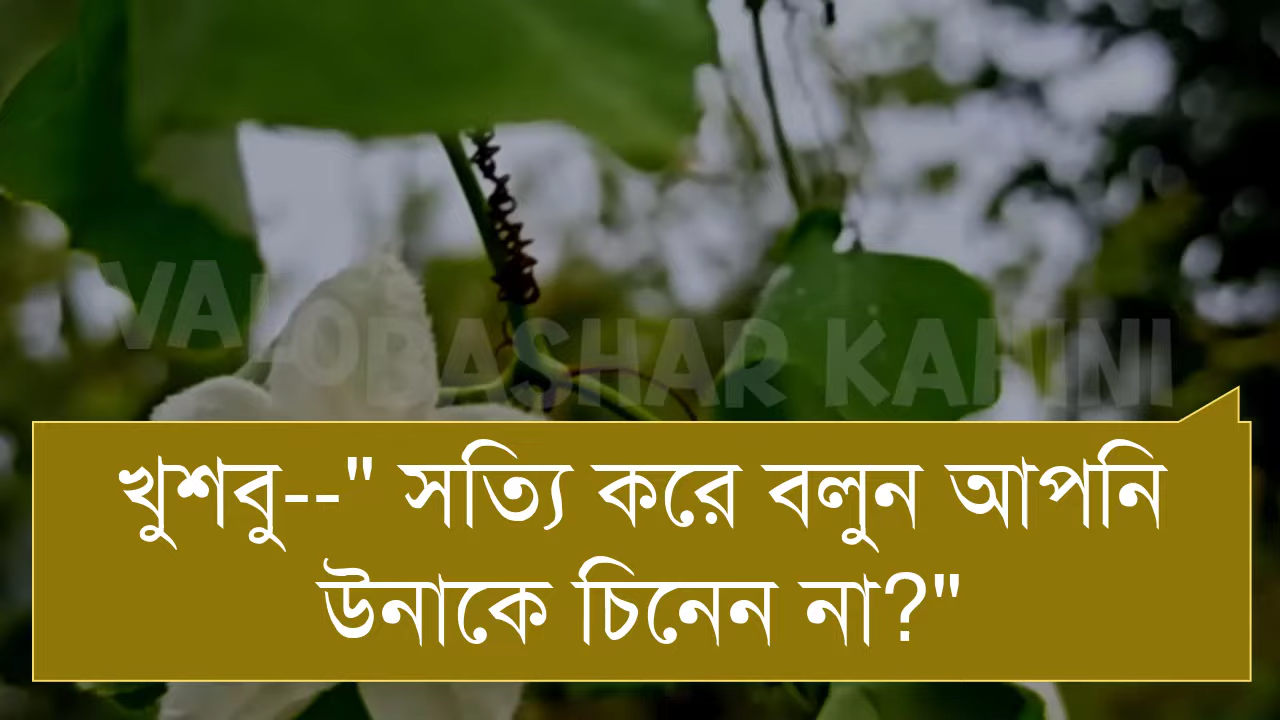 VALOBASHAR KAHINI
খুশবু--" সত্যি করে বলুন আপনি
উনাকে চিনেন না?"